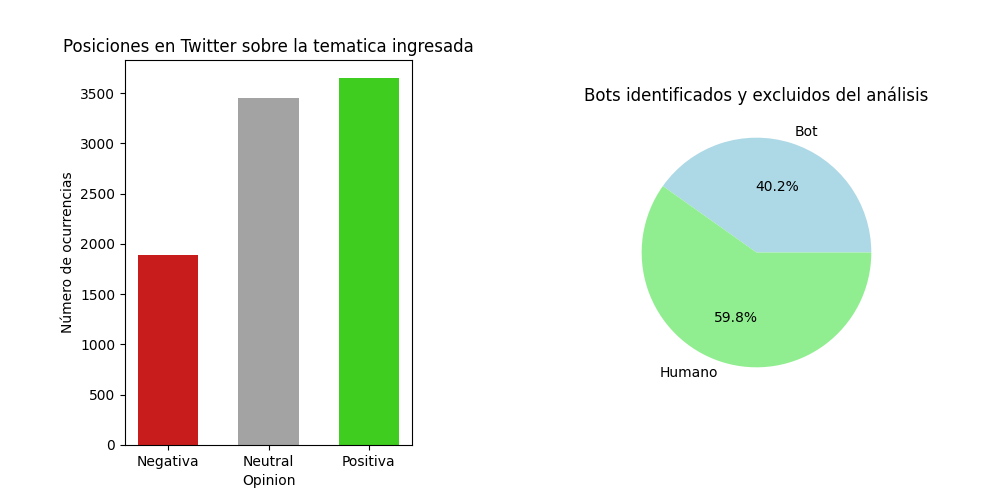 Posiciones en Twitter sobre la tematica ingresada
Número de ocurrencias
3500
3000
2500
2000
1500
1000
500
0
Negativa
Neutral
Positiva
Opinion
Bots identificados y excluidos del análisis
Bot
40.2%
59.8%
Humano